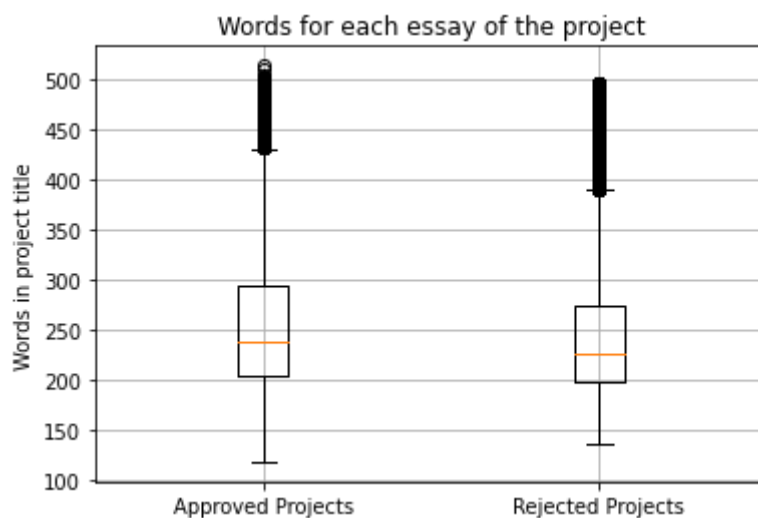 Words for each essay of the project
Words in project title
500
450
400
350
300
250
200
150
100
Approved Projects
Rejected Projects